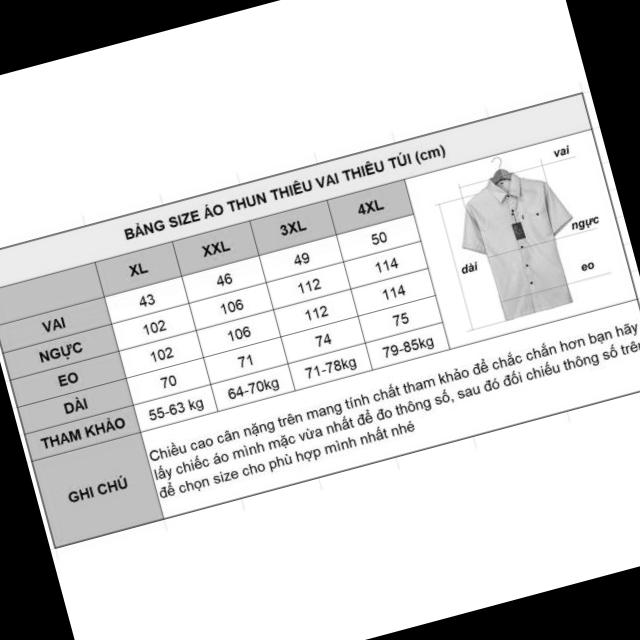 BẢNG SIZE ÁO THUN THIÊU VAI THIÊU TÚI (cm)
XL XXL 3XL 4XL
VAI 43 46 49 50
NGỰC 102 106 112 114
EO 102 106 112 114
DÀI 70 71 74 75
THAM KHẢO 55-63 kg 64-70kg 71-78kg 79-85kg
vai
ngực
dài
eo
GHI CHÚ
Chiều cao cân nặng trên mang tính chất tham khảo để chắc chắn hơn bạn hãy
lấy chiếc áo mình mặc vừa nhất để đo thông số, sau đó đối chiếu thông số trên
để chọn size cho phù hợp mình nhất nhé